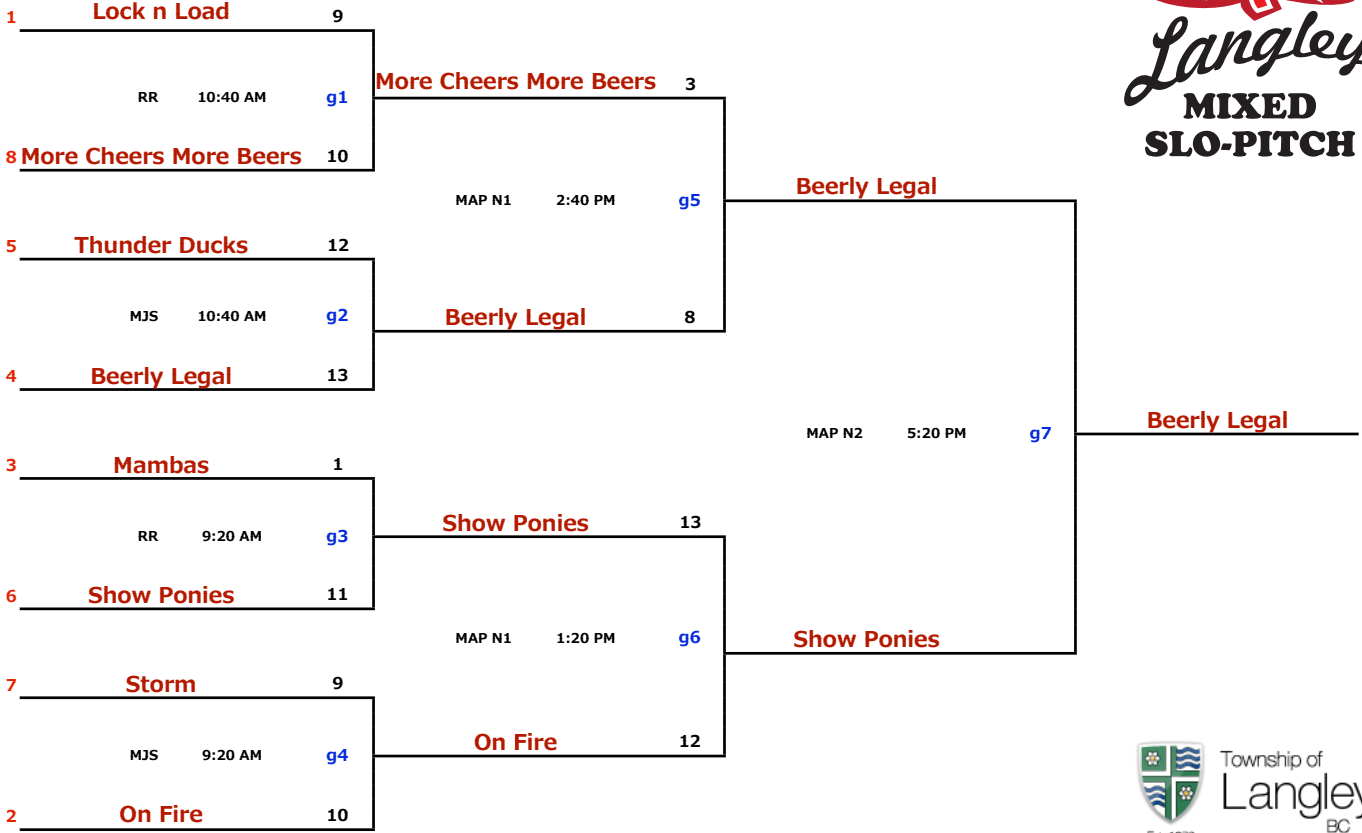 1 Lock n Load 9
RR 10:40 AM g1
8 More Cheers More Beers 10
More Cheers More Beers 3
5 Thunder Ducks 12
MJS 10:40 AM g2
4 Beerly Legal 13
MAP N1 2:40 PM g5
Beerly Legal 8
Beerly Legal
3 Mambas 1
RR 9:20 AM g3
6 Show Ponies 11
Show Ponies 13
7 Storm 9
MJS 9:20 AM g4
2 On Fire 10
MAP N1 1:20 PM g6
On Fire 12
Show Ponies
MAP N2 5:20 PM g7
Beerly Legal
Langley
MIXED
SLO-PITCH
Township of
Langley
BC